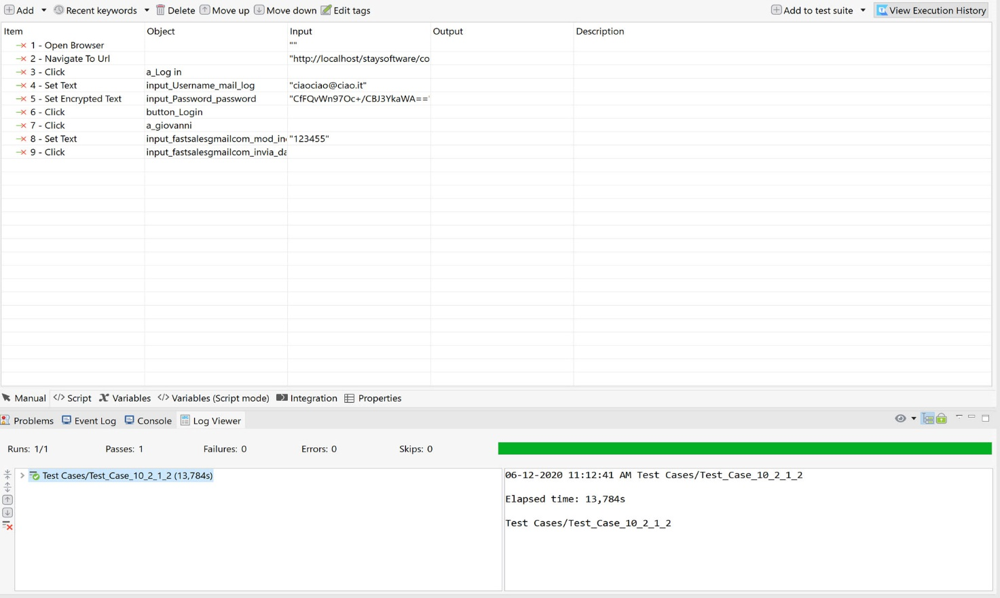 Add Recent keywords Delete Move up Move down Edit tags Add to test suite View Execution History
Item Object Input Output Description
1 - Open Browser ""
2 - Navigate To Url "http://localhost/staysoftware/co
3 - Click a_Log in
4 - Set Text input_Username_mail_log "ciaociao@ciao.it"
5 - Set Encrypted Text input_Password_password "CfFQvWn97Oc+/CBJ3YkaWA=="
6 - Click button_Login
7 - Click a_giovanni
8 - Set Text input_fastsalesgmailcom_mod_in "123455"
9 - Click input_fastsalesgmailcom_invia_da
Manual Script Variables Variables (Script mode) Integration Properties
Problems Event Log Console Log Viewer
Runs: 1/1 Passes: 1 Failures: 0 Errors: 0 Skips: 0
Test Cases/Test_Case_10_2_1_2 (13,784s)
06-12-2020 11:12:41 AM Test Cases/Test_Case_10_2_1_2
Elapsed time: 13,784s
Test Cases/Test_Case_10_2_1_2